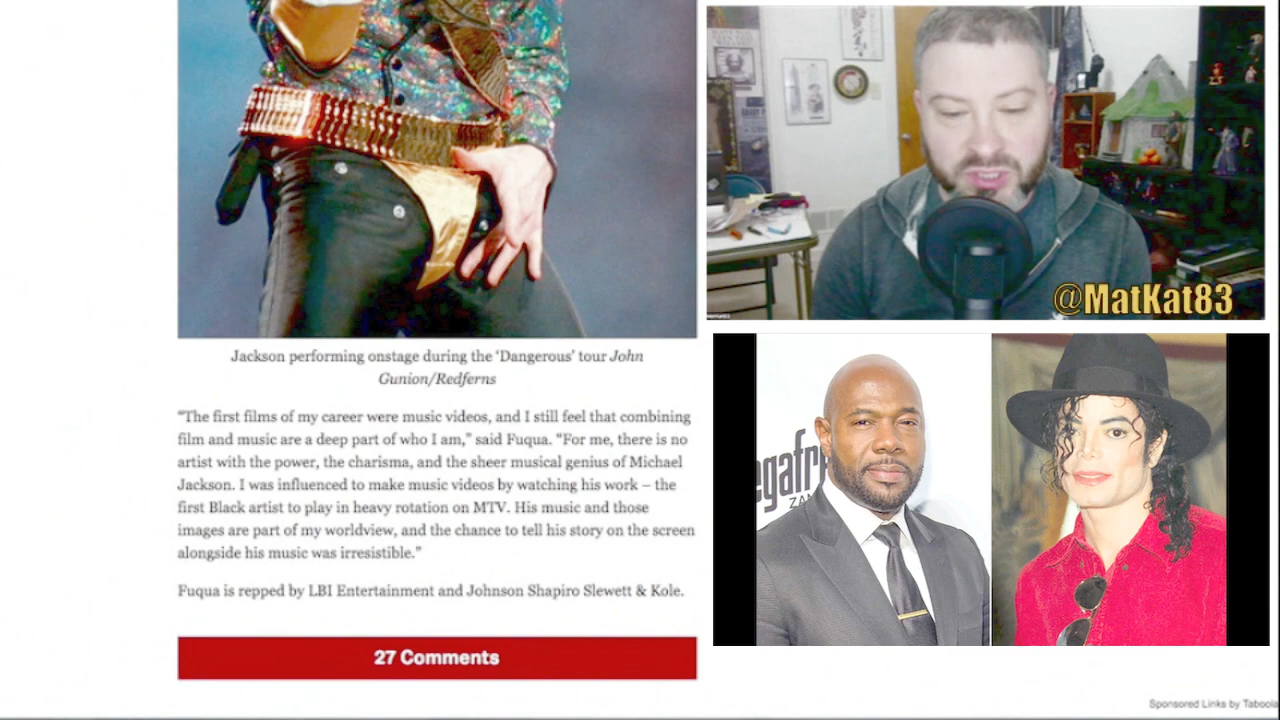 Jackson performing onstage during the ‘Dangerous’ tour John
Gunion/Redferns
“The first films of my career were music videos, and I still feel that combining
film and music are a deep part of who I am,” said Fuqua. “For me, there is no
artist with the power, the charisma, and the sheer musical genius of Michael
Jackson. I was influenced to make music videos by watching his work – the
first Black artist to play in heavy rotation on MTV. His music and those
images are part of my worldview, and the chance to tell his story on the screen
alongside his music was irresistible.”
Fuqua is repped by LBI Entertainment and Johnson Shapiro Slewett & Kole.
27 Comments
@MatKat83
Sponsored Links by Taboola